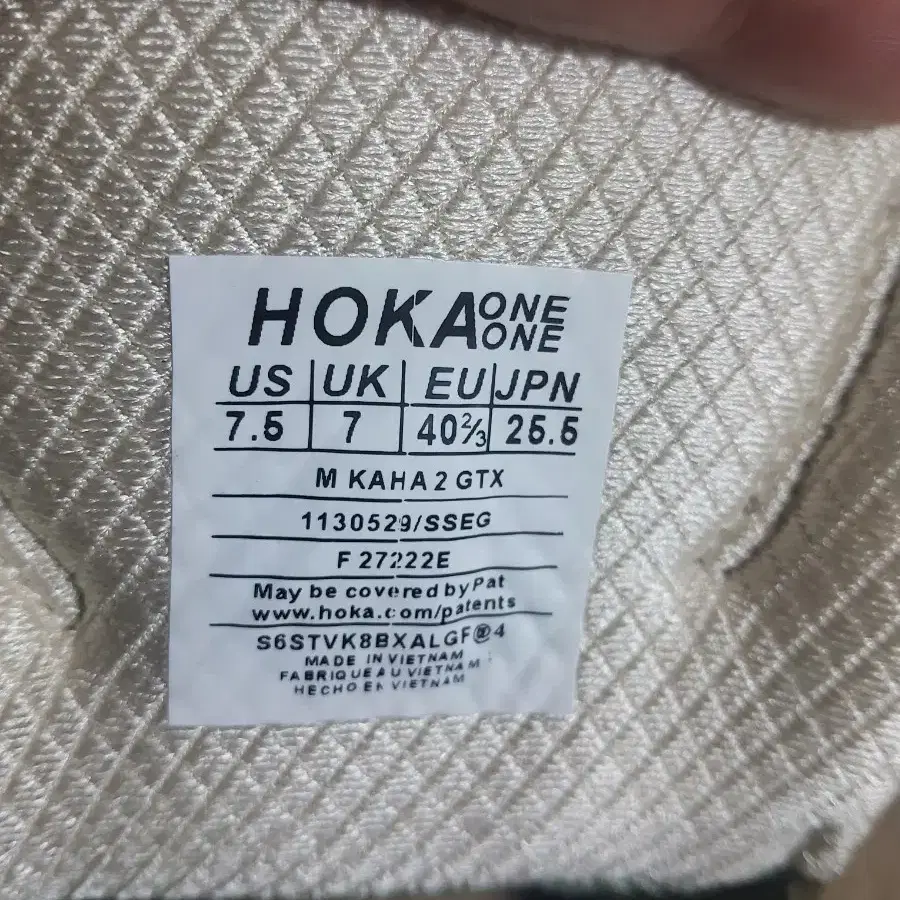 HOKA ONE ONE
US UK EU JPN
7.5 7 40⅔ 25.5
M KAHA 2 GTX
1130529/SSEG
F 27222E
May be covered by Pat
www.hoka.com/patents
S6STVK8BXALGF®4
MADE IN VIETNAM
FABRIQUE AU VIETNAM
HECHO EN VIETNAM